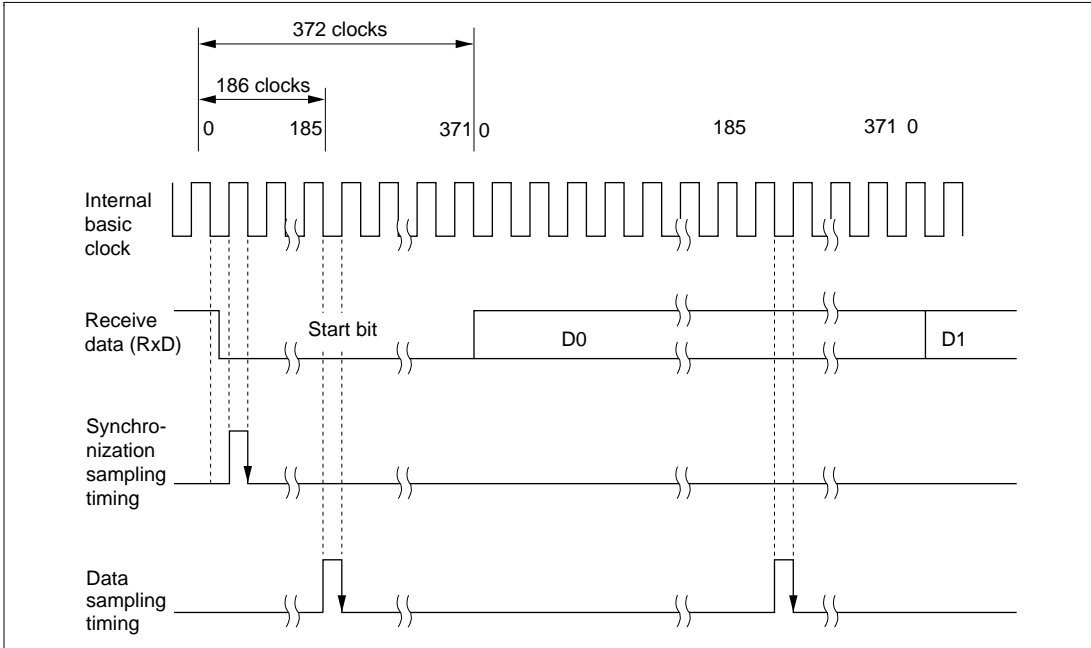 372 clocks
186 clocks
0
185
371 0
185
371 0
Internal
basic
clock
Receive
data (RxD)
Start bit
D0
D1
Synchro-
nization
sampling
timing
Data
sampling
timing